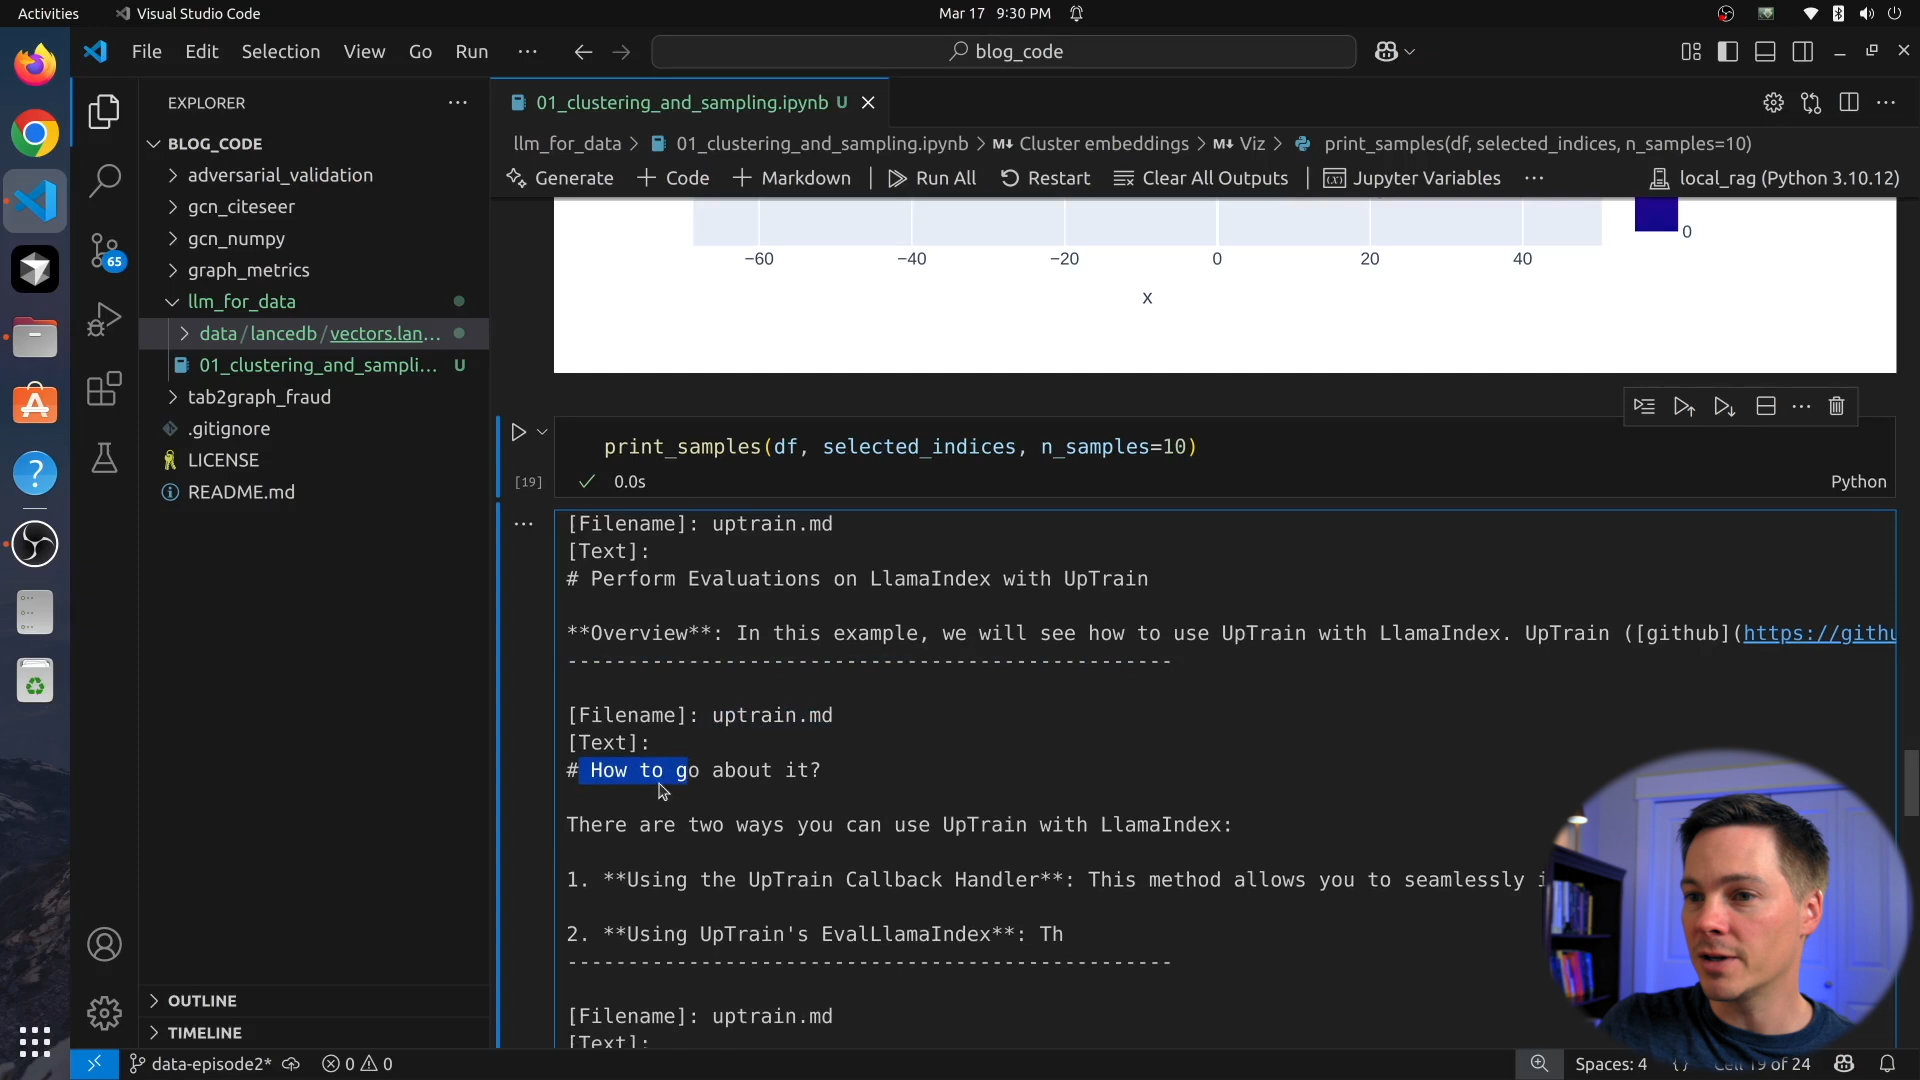 Activities
Visual Studio Code
Mar 17 9:30 PM
File Edit Selection View Go Run ···
blog_code
EXPLORER
BLOG_CODE
adversarial_validation
gcn_citeseer
gcn_numpy
graph_metrics
llm_for_data
data/lancedb/vectors.lan...
01_clustering_and_sampli... U
tab2graph_fraud
.gitignore
LICENSE
README.md
OUTLINE
TIMELINE
65
01_clustering_and_sampling.ipynb U
llm_for_data > 01_clustering_and_sampling.ipynb > M↓ Cluster embeddings > M↓ Viz > print_samples(df, selected_indices, n_samples=10)
Generate + Code + Markdown Run All Restart Clear All Outputs Jupyter Variables ··· local_rag (Python 3.10.12)
0
−60 −40 −20 0 20 40
x
print_samples(df, selected_indices, n_samples=10)
[19] 0.0s Python
[Filename]: uptrain.md
[Text]:
# Perform Evaluations on LlamaIndex with UpTrain
**Overview**: In this example, we will see how to use UpTrain with LlamaIndex. UpTrain ([github](https://githu
--------------------------------------------------
[Filename]: uptrain.md
[Text]:
# How to go about it?
There are two ways you can use UpTrain with LlamaIndex:
1. **Using the UpTrain Callback Handler**: This method allows you to seamlessly i
2. **Using UpTrain's EvalLlamaIndex**: Th
--------------------------------------------------
[Filename]: uptrain.md
[Text]:
data-episode2* 0 0
Spaces: 4 {} Cell 19 of 24